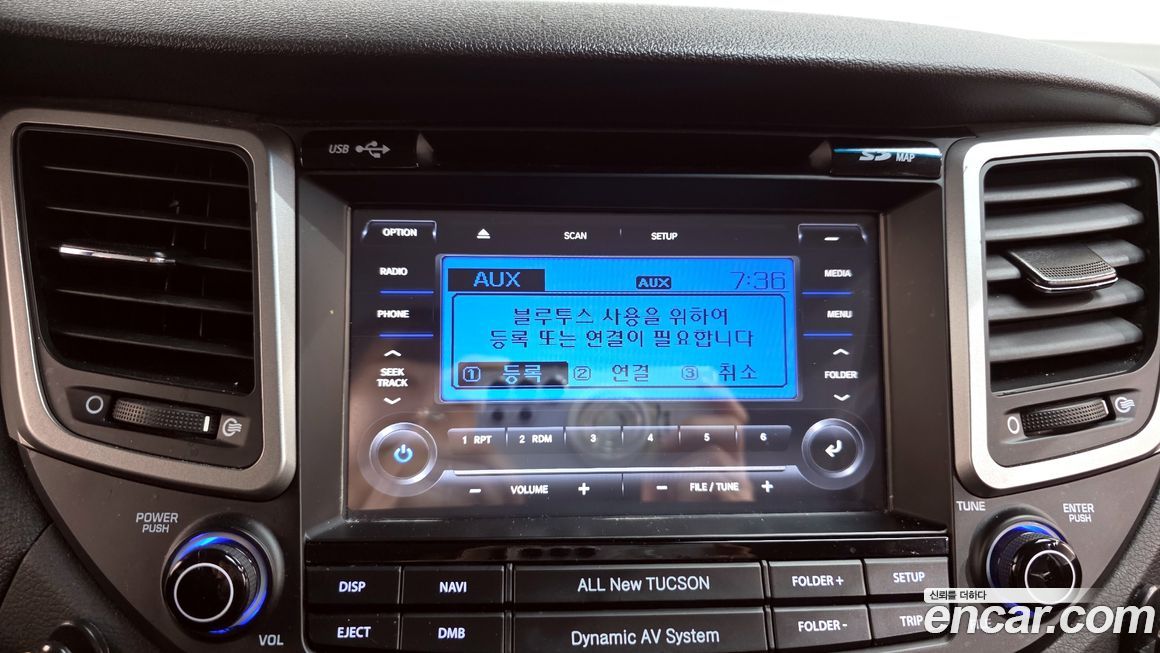 USB
SD MAP
OPTION
SCAN
SETUP
RADIO
AUX
AUX
7:36
MEDIA
PHONE
블루투스 사용을 위하여
등록 또는 연결이 필요합니다
MENU
SEEK
TRACK
1 등록
2 연결
3 취소
FOLDER
1 RPT
2 RDM
3
4
5
6
− VOLUME +
− FILE / TUNE +
POWER
PUSH
TUNE
ENTER
PUSH
VOL
DISP
NAVI
ALL New TUCSON
FOLDER +
SETUP
EJECT
DMB
Dynamic AV System
FOLDER -
TRIP
신뢰를 더하다
encar.com